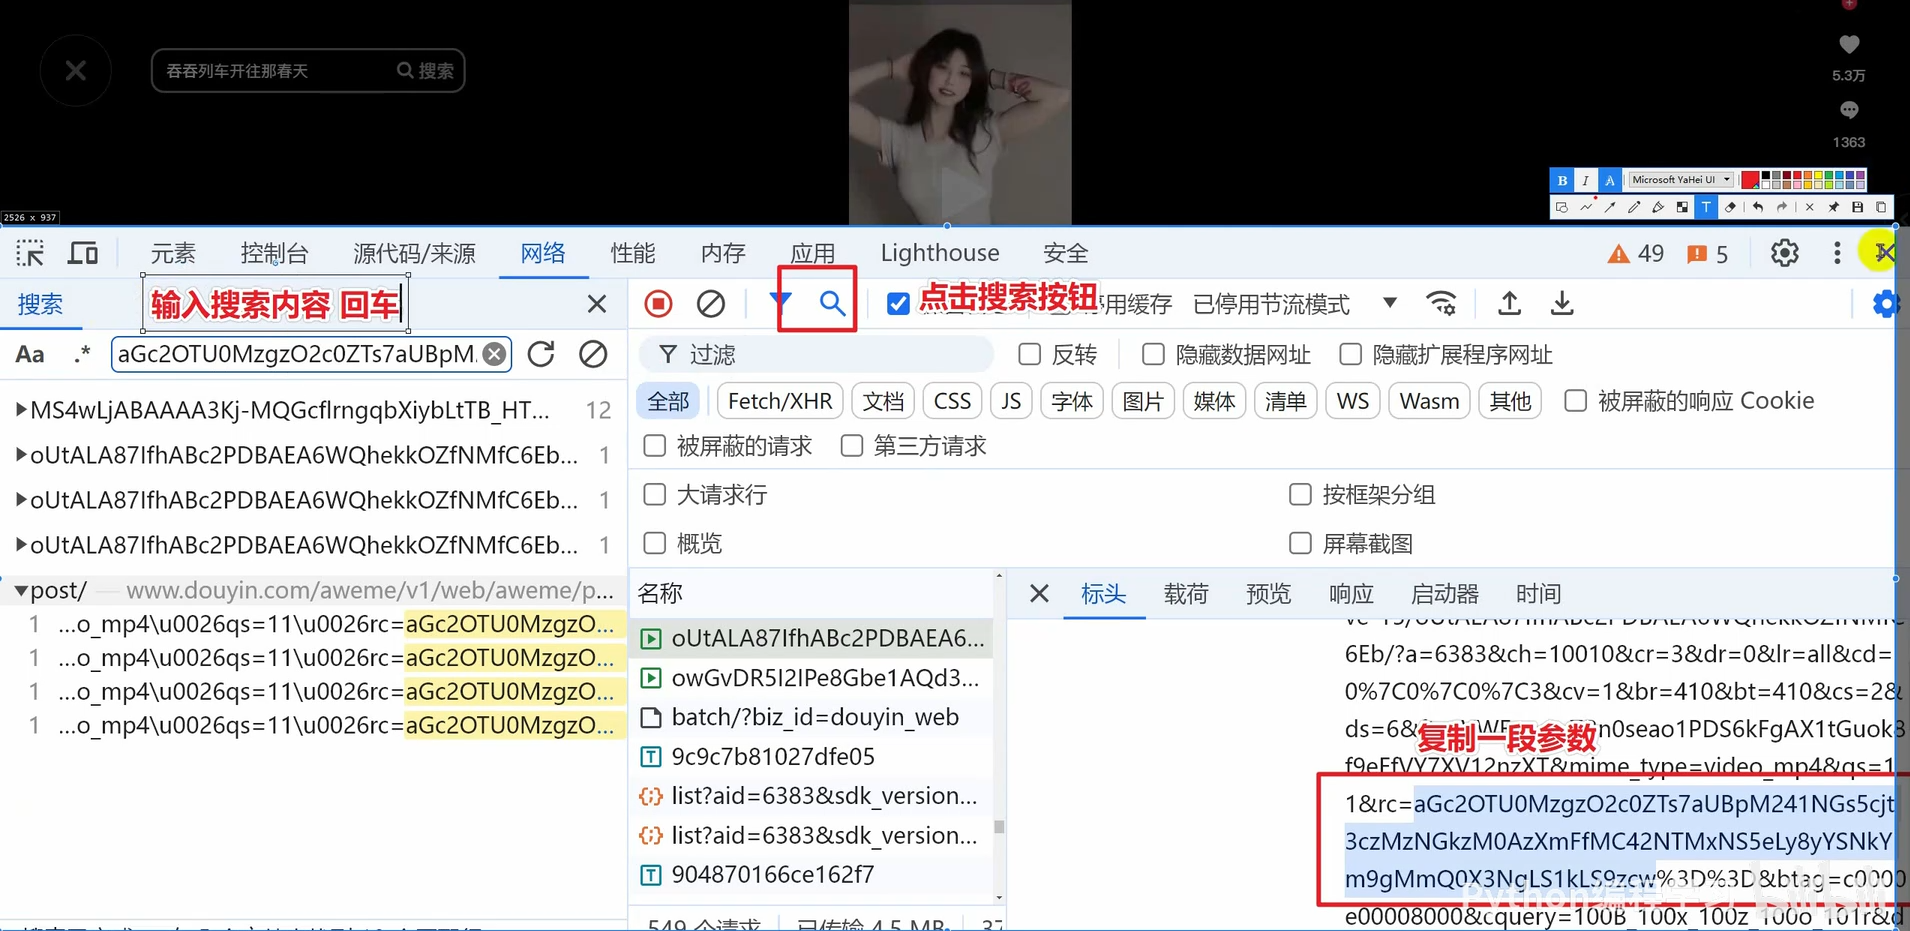 吞吞列车开往那春天
搜索
5.3万
1363
2526 x 937
B I A Microsoft YaHei UI
T
元素 控制台 源代码/来源 网络 性能 内存 应用 Lighthouse 安全
49 5
搜索
输入搜索内容 回车
点击搜索按钮
用缓存 已停用节流模式
Aa .* aGc2OTU0MzgzO2c0ZTs7aUBpM.
过滤 反转 隐藏数据网址 隐藏扩展程序网址
全部 Fetch/XHR 文档 CSS JS 字体 图片 媒体 清单 WS Wasm 其他 被屏蔽的响应 Cookie
被屏蔽的请求 第三方请求
大请求行 按框架分组
概览 屏幕截图
MS4wLjABAAAA3Kj-MQGcflrngqbXiybLtTB_HT... 12
oUtALA87IfhABc2PDBAEA6WQhekkOZfNMfC6Eb... 1
oUtALA87IfhABc2PDBAEA6WQhekkOZfNMfC6Eb... 1
oUtALA87IfhABc2PDBAEA6WQhekkOZfNMfC6Eb... 1
post/ — www.douyin.com/aweme/v1/web/aweme/p...
1 ...o_mp4\u0026qs=11\u0026rc=aGc2OTU0MzgzO...
1 ...o_mp4\u0026qs=11\u0026rc=aGc2OTU0MzgzO...
1 ...o_mp4\u0026qs=11\u0026rc=aGc2OTU0MzgzO...
1 ...o_mp4\u0026qs=11\u0026rc=aGc2OTU0MzgzO...
名称
oUtALA87IfhABc2PDBAEA6...
owGvDR5I2IPe8Gbe1AQd3...
batch/?biz_id=douyin_web
9c9c7b81027dfe05
list?aid=6383&sdk_version...
list?aid=6383&sdk_version...
904870166ce162f7
549 个请求 已传输 4.5 MB
标头 载荷 预览 响应 启动器 时间
6Eb/?a=6383&ch=10010&cr=3&dr=0&lr=all&cd=
0%7C0%7C0%7C3&cv=1&br=410&bt=410&cs=2&
ds=6& n0seao1PDS6kFgAX1tGuok3
复制一段参数
f9eFfVY7XV12nzXT&mime_type=video_mp4&qs=1
1&rc=aGc2OTU0MzgzO2c0ZTs7aUBpM241NGs5cjt
3czMzNGkzM0AzXmFfMC42NTMxNS5eLy8yYSNkY
m9gMmQ0X3NgLS1kLS9zcw%3D%3D&btag=c0000
e00008000&cquery=100B_100x_100z_100o_101r&d
Python编程学习